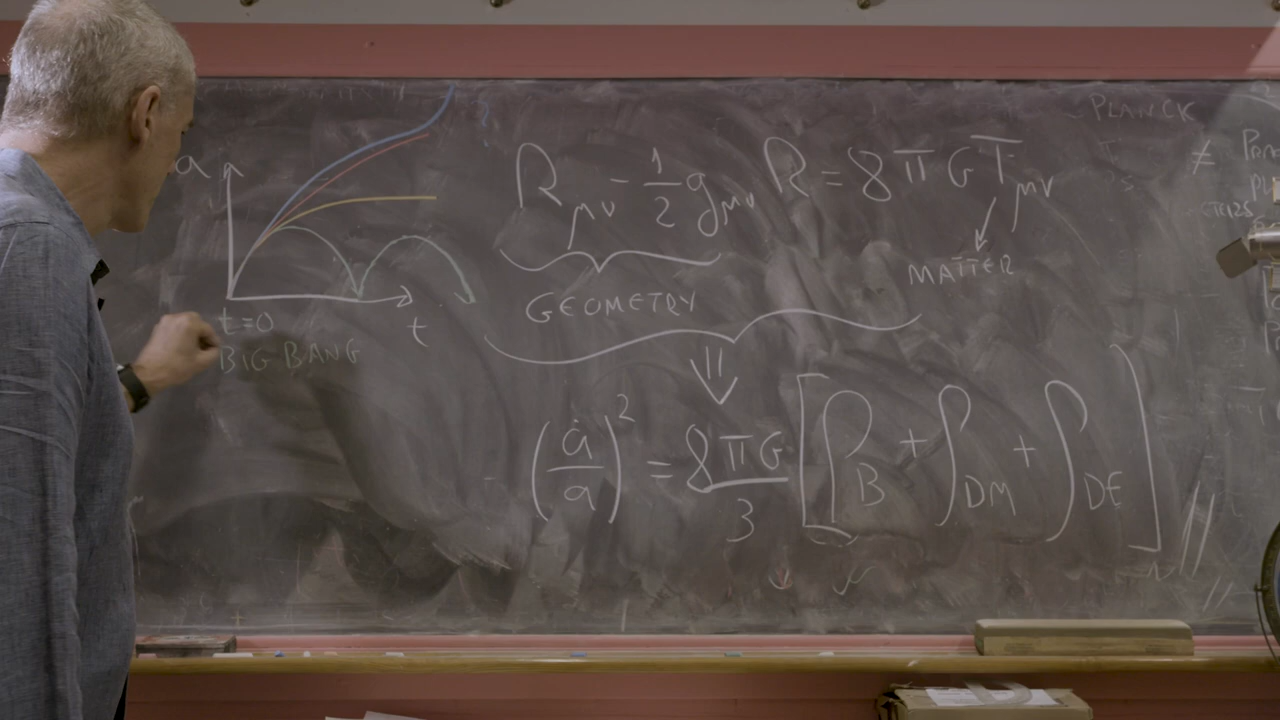 PLANCK
a
R_μν - 1/2 g_μν R = 8πG T_μν
≠
MATTER
GEOMETRY
t=0
t
BIG BANG
(ȧ/a)² = 8πG/3 [ρ_B + ρ_DM + ρ_DE]